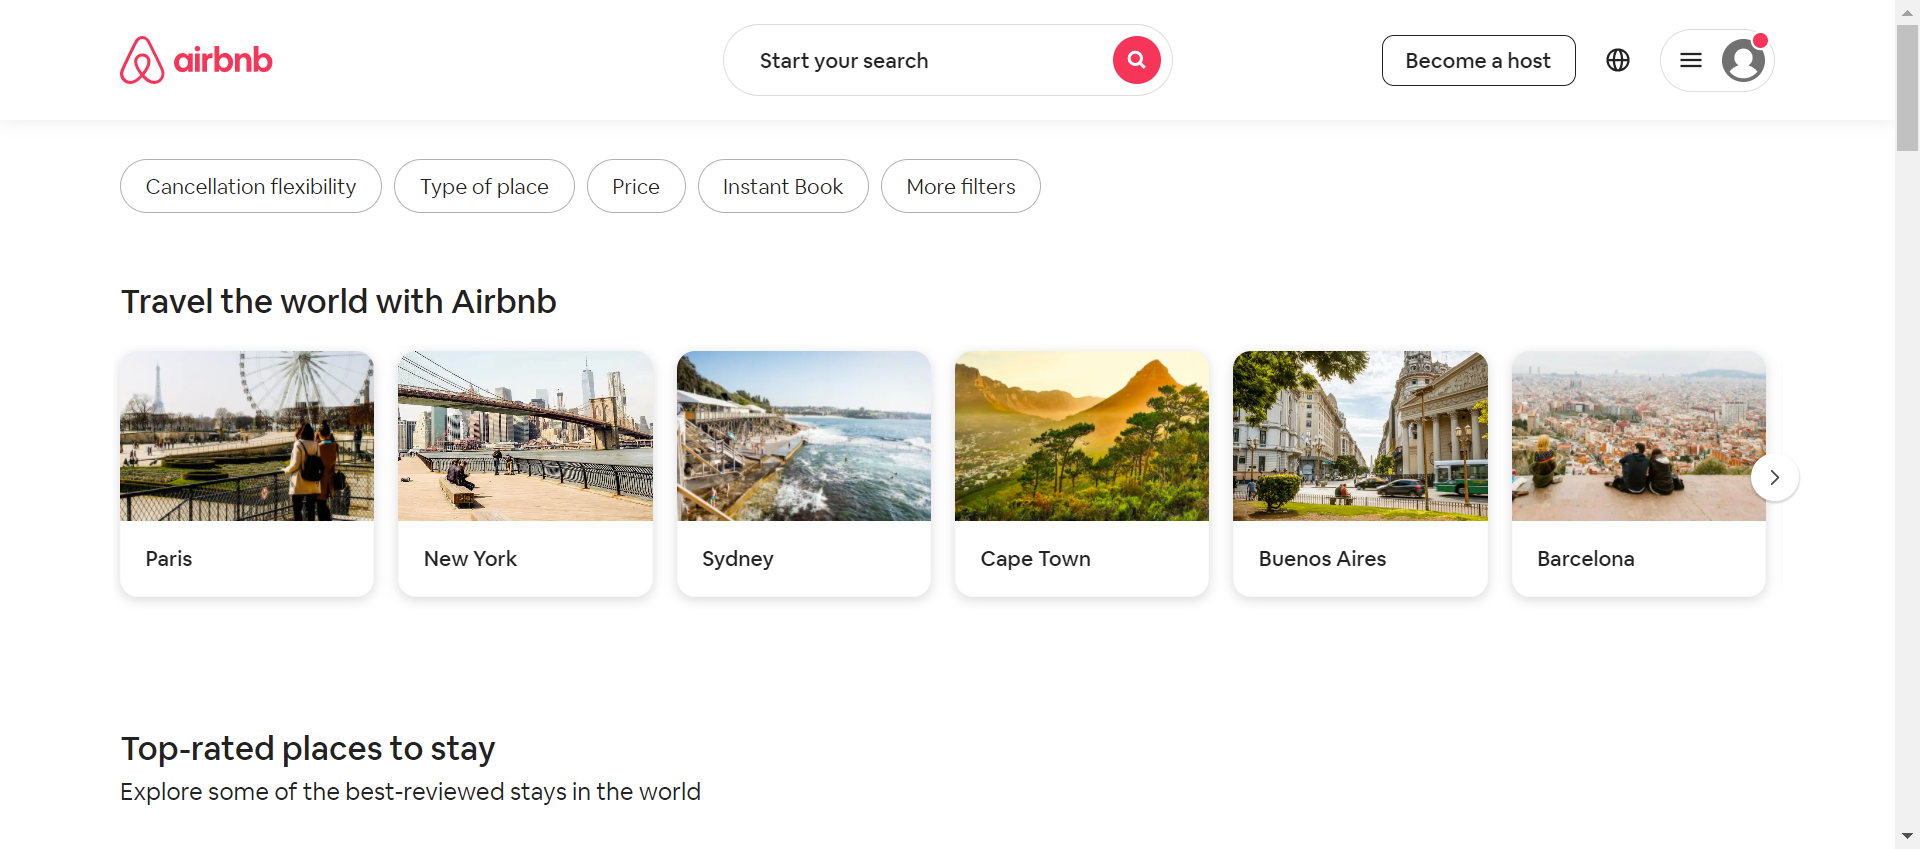 airbnb
Start your search
Become a host
Cancellation flexibility
Type of place
Price
Instant Book
More filters
Travel the world with Airbnb
Paris
New York
Sydney
Cape Town
Buenos Aires
Barcelona
Top-rated places to stay
Explore some of the best-reviewed stays in the world